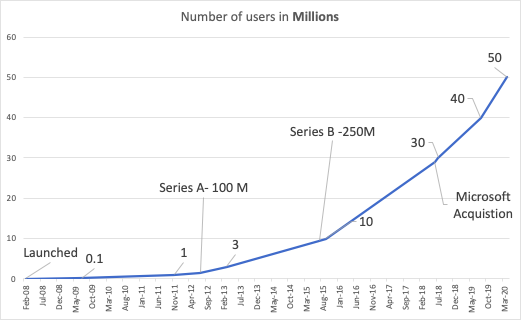 Number of users in Millions
60
50
40
30
20
10
0
Launched
0.1
1
Series A- 100 M
3
Series B -250M
10
30
Microsoft
Acquistion
40
50
Feb-08
Jul-08
Dec-08
May-09
Oct-09
Mar-10
Aug-10
Jan-11
Jun-11
Nov-11
Apr-12
Sep-12
Feb-13
Jul-13
Dec-13
May-14
Oct-14
Mar-15
Aug-15
Jan-16
Jun-16
Nov-16
Apr-17
Sep-17
Feb-18
Jul-18
Dec-18
May-19
Oct-19
Mar-20